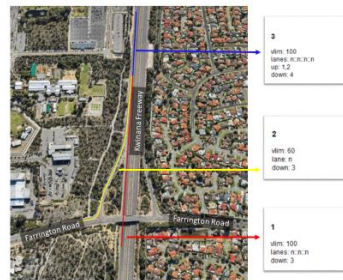 3
vlim: 100
lanes: n::n::n::n
up: 1,2
down: 4
Kwinana Freeway
2
vlim: 60
lane: n
down: 3
Farrington Road
Farrington Road
1
vlim: 100
lanes: n::n::n
down: 3